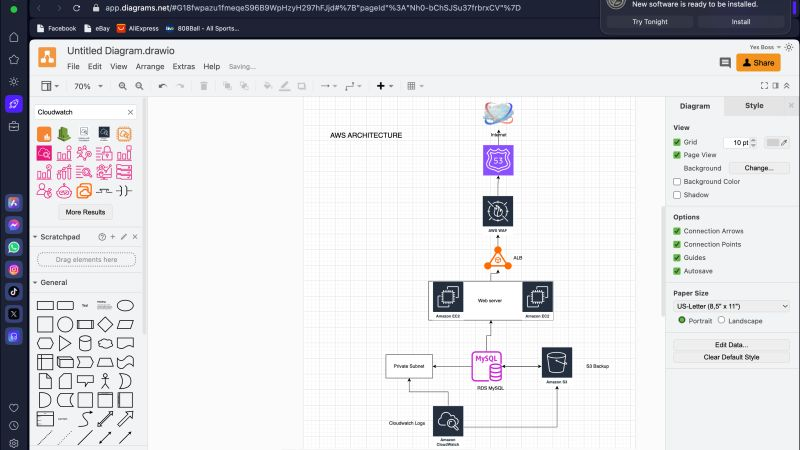 app.diagrams.net/#G18fwpazu1fmeqeS96B9WpHzyH297hFJjd#%7B"pageId"%3A"Nh0-bChSJSu37frbrxCV"%7D
New software is ready to be installed.
Try Tonight
Install
Facebook
eBay
AliExpress
808Ball - All Sports...
Untitled Diagram.drawio
Yes Boss
File
Edit
View
Arrange
Extras
Help
Saving...
Share
70%
Cloudwatch
More Results
Scratchpad
Drag elements here
General
Text
Heading
AWS ARCHITECTURE
Internet
53
AWS WAF
ALB
Web server
Amazon EC2
Amazon EC2
Private Subnet
MySQL
RDS MySQL
Amazon S3
S3 Backup
Cloudwatch Logs
Amazon
CloudWatch
Diagram
Style
View
Grid
10 pt
Page View
Background
Change...
Background Color
Shadow
Options
Connection Arrows
Connection Points
Guides
Autosave
Paper Size
US-Letter (8,5" x 11")
Portrait
Landscape
Edit Data...
Clear Default Style